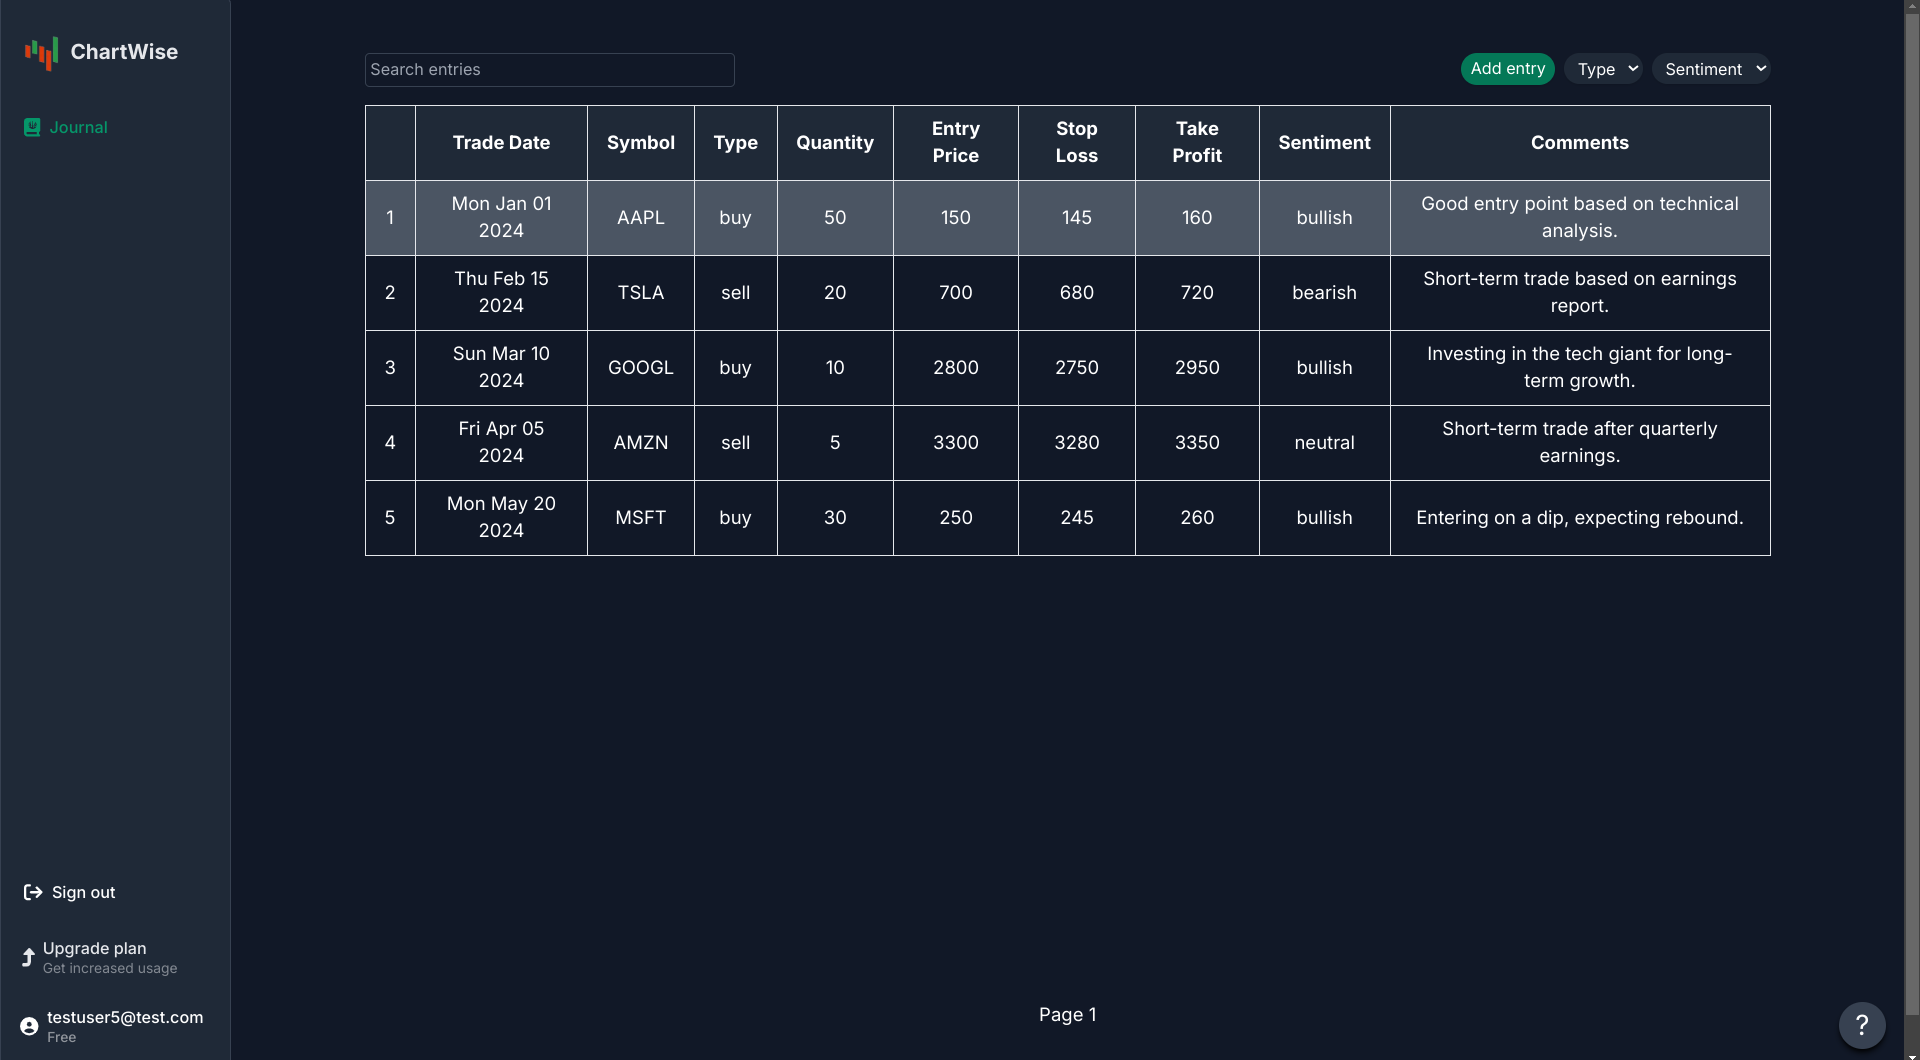 ChartWise
Journal
Search entries
Add entry Type Sentiment
Trade Date Symbol Type Quantity Entry Price Stop Loss Take Profit Sentiment Comments
1 Mon Jan 01 2024 AAPL buy 50 150 145 160 bullish Good entry point based on technical analysis.
2 Thu Feb 15 2024 TSLA sell 20 700 680 720 bearish Short-term trade based on earnings report.
3 Sun Mar 10 2024 GOOGL buy 10 2800 2750 2950 bullish Investing in the tech giant for long-term growth.
4 Fri Apr 05 2024 AMZN sell 5 3300 3280 3350 neutral Short-term trade after quarterly earnings.
5 Mon May 20 2024 MSFT buy 30 250 245 260 bullish Entering on a dip, expecting rebound.
Sign out
Upgrade plan
Get increased usage
testuser5@test.com
Free
Page 1
?